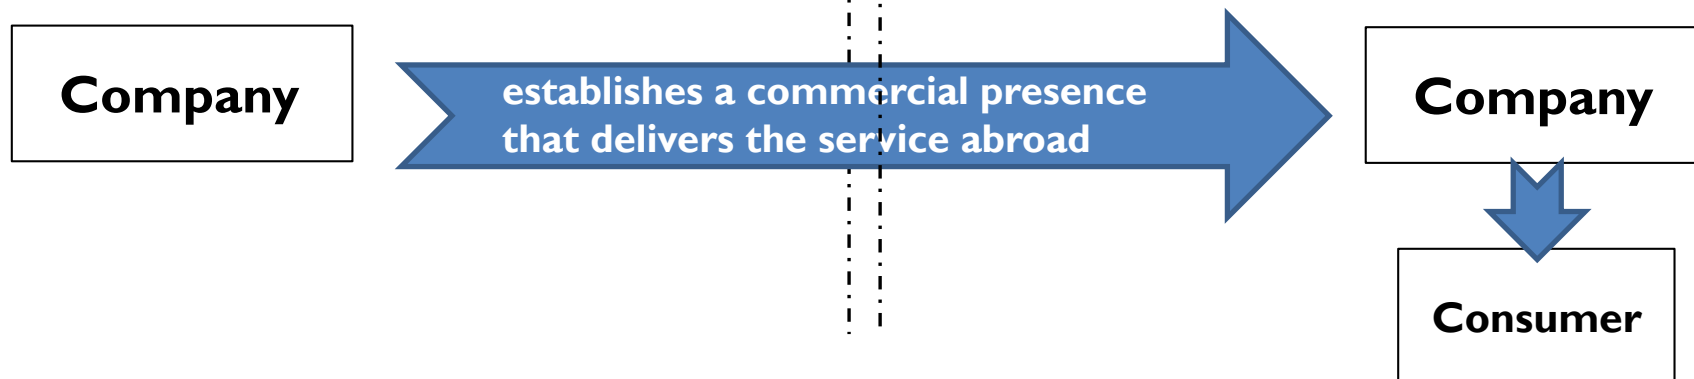 Company
establishes a commercial presence
that delivers the service abroad
Company
Consumer